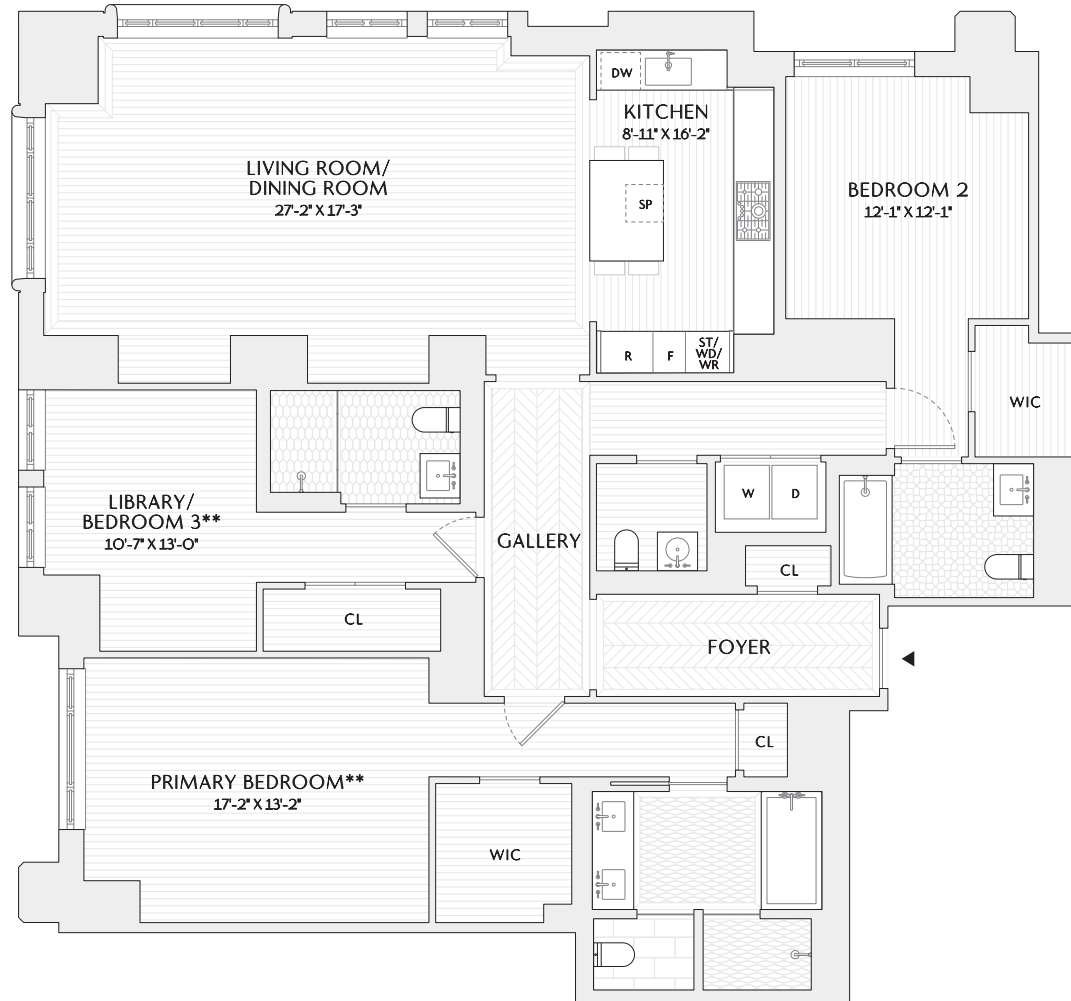 DW
KITCHEN
8'-11" X 16'-2"
LIVING ROOM/
DINING ROOM
27'-2" X 17'-3"
SP
BEDROOM 2
12'-1" X 12'-1"
R
F
ST/
WD/
WR
WIC
LIBRARY/
BEDROOM 3**
10'-7" X 13'-0"
W
D
GALLERY
CL
CL
FOYER
CL
PRIMARY BEDROOM**
17'-2" X 13'-2"
WIC